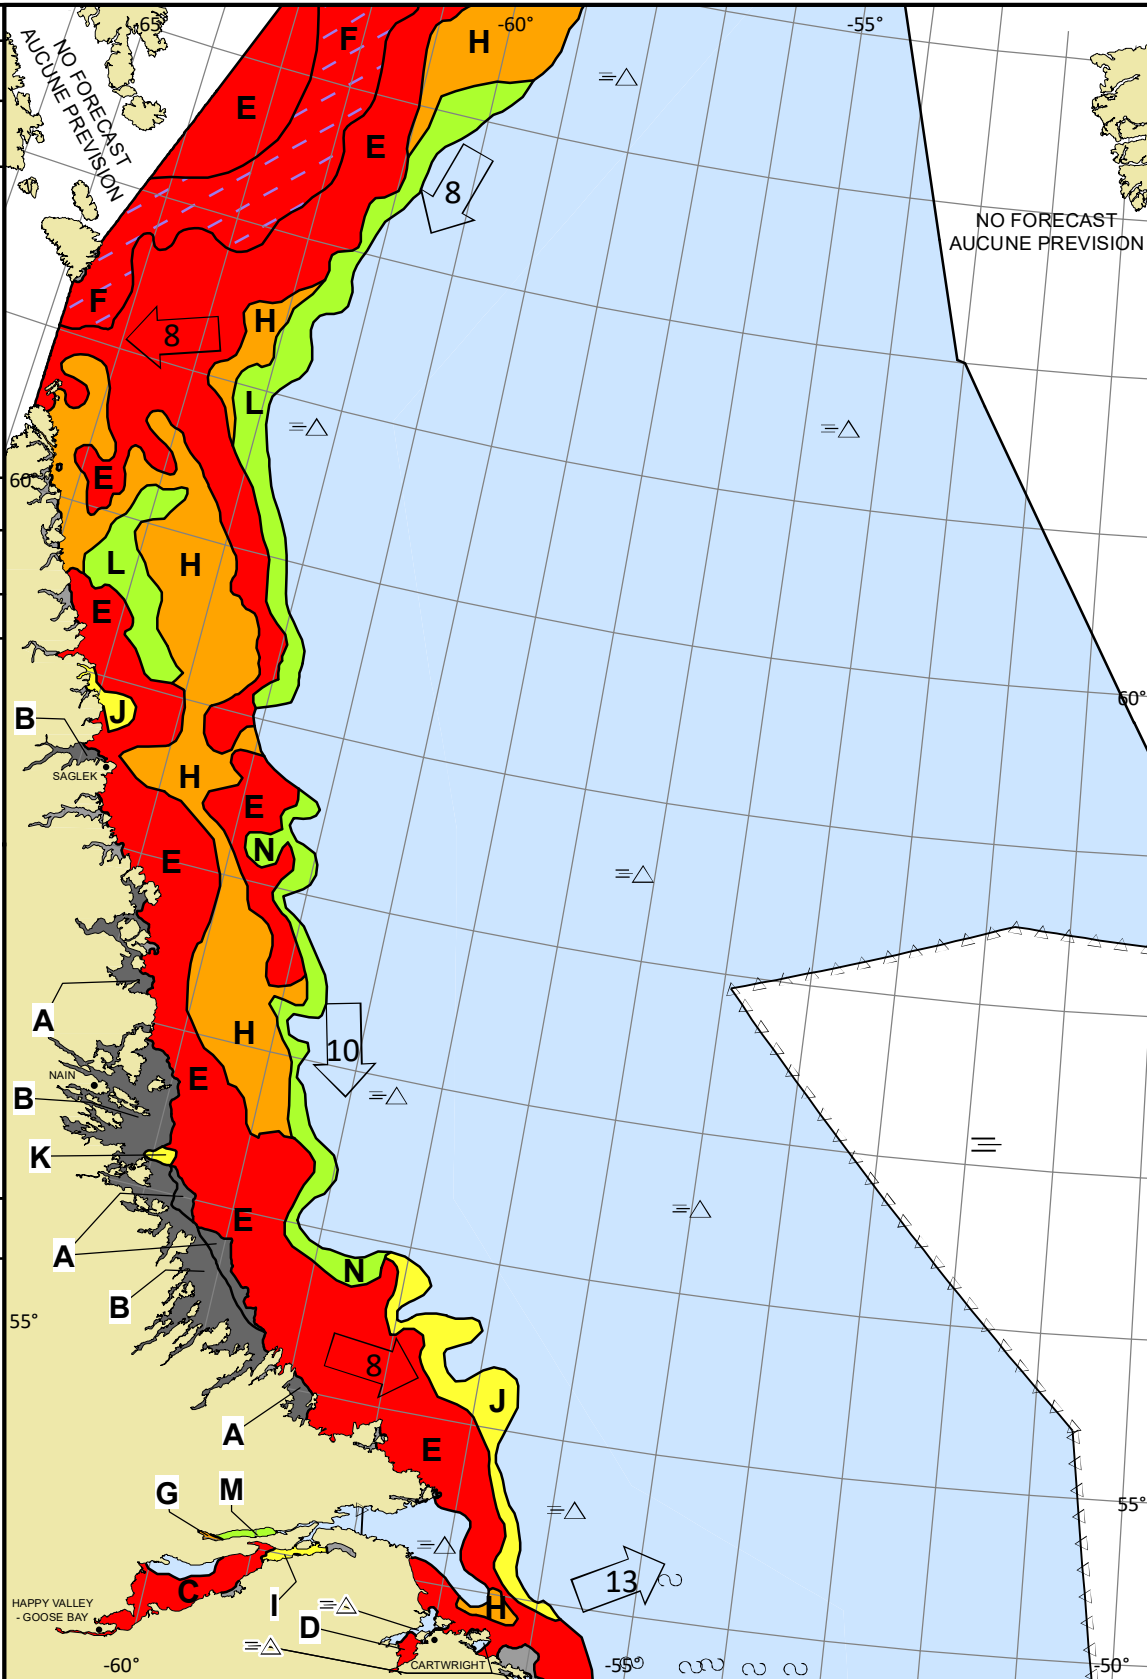 -65°
-60°
-55°
NO FORECAST
AUCUNE PREVISION
F
H
E
E
8
NO FORECAST
AUCUNE PREVISION
F
H
8
L
60°
E
L
H
E
60°
J
B
SAGLEK
H
E
N
E
A
H
10
NAIN
E
B
K
E
A
N
B
55°
8
J
A
E
G
M
55°
C
13
HAPPY VALLEY
- GOOSE BAY
I
H
D
-60°
CARTWRIGHT
-55°
-50°